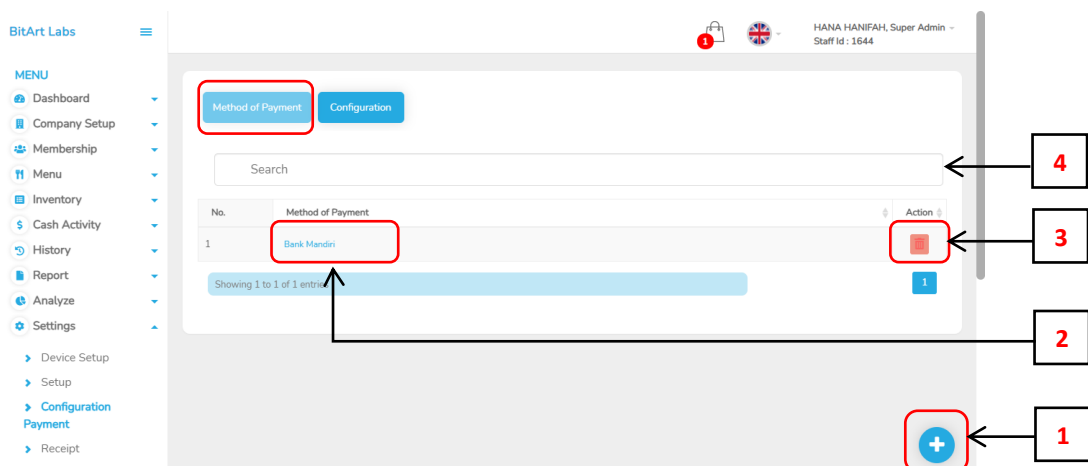 BitArt Labs
1
HANA HANIFAH, Super Admin
Staff Id : 1644
MENU
Dashboard
Company Setup
Membership
Menu
Inventory
Cash Activity
History
Report
Analyze
Settings
Device Setup
Setup
Configuration
Payment
Receipt
Method of Payment
Configuration
Search
No.
Method of Payment
Action
1
Bank Mandiri
Showing 1 to 1 of 1 entries
1
4
3
2
1